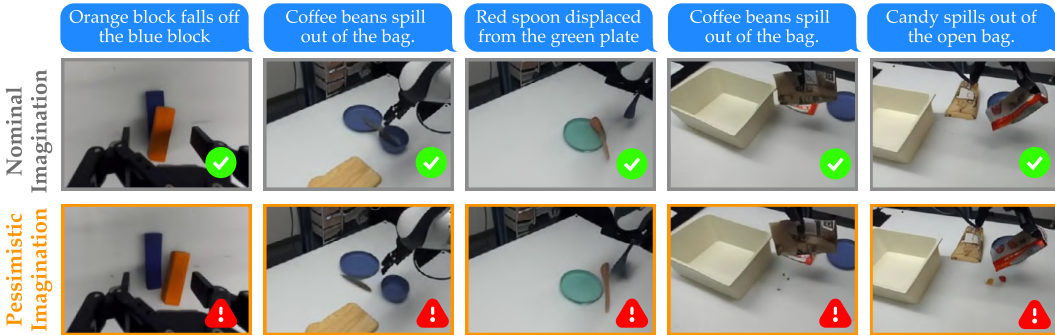 Orange block falls off
the blue block
Coffee beans spill
out of the bag.
Red spoon displaced
from the green plate
Coffee beans spill
out of the bag.
Candy spills out of
the open bag.
Nominal
Imagination
Pessimistic
Imagination